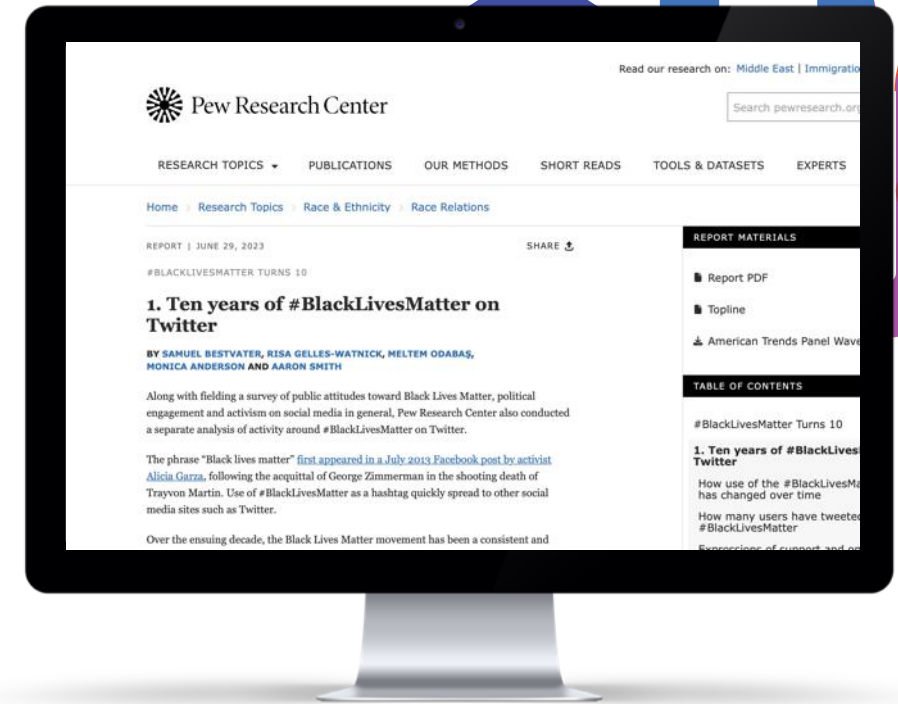 Read our research on: Middle East | Immigratio
Pew Research Center
Search pewresearch.org
RESEARCH TOPICS PUBLICATIONS OUR METHODS SHORT READS TOOLS & DATASETS EXPERTS
Home > Research Topics > Race & Ethnicity > Race Relations
REPORT | JUNE 29, 2023
SHARE
#BLACKLIVESMATTER TURNS 10
1. Ten years of #BlackLivesMatter on
Twitter
BY SAMUEL BESTVATER, RISA GELLES-WATNICK, MELTEM ODABAŞ,
MONICA ANDERSON AND AARON SMITH
Along with fielding a survey of public attitudes toward Black Lives Matter, political
engagement and activism on social media in general, Pew Research Center also conducted
a separate analysis of activity around #BlackLivesMatter on Twitter.
The phrase "Black lives matter" first appeared in a July 2013 Facebook post by activist
Alicia Garza, following the acquittal of George Zimmerman in the shooting death of
Trayvon Martin. Use of #BlackLivesMatter as a hashtag quickly spread to other social
media sites such as Twitter.
Over the ensuing decade, the Black Lives Matter movement has been a consistent and
REPORT MATERIALS
Report PDF
Topline
American Trends Panel Wave
TABLE OF CONTENTS
#BlackLivesMatter Turns 10
1. Ten years of #BlackLives
Twitter
How use of the #BlackLivesMa
has changed over time
How many users have tweeted
#BlackLivesMatter
Expressions of support and op